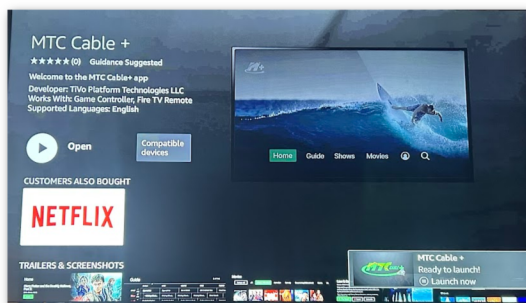 MTC Cable +
(0) Guidance Suggested
Welcome to the MTC Cable+ app
Developer: TiVo Platform Technologies LLC
Works With: Game Controller, Fire TV Remote
Supported Languages: English
Open
Compatible
devices
Home Guide Shows Movies
CUSTOMERS ALSO BOUGHT
NETFLIX
TRAILERS & SCREENSHOTS
MTC Cable +
Ready to launch!
Launch now
Guide